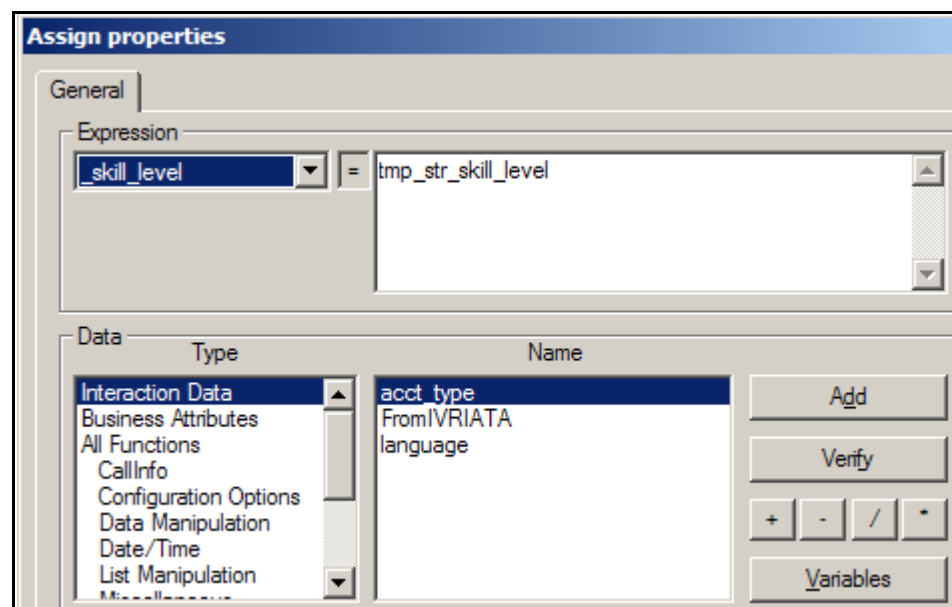 Assign properties
General
Expression
_skill_level = tmp_str_skill_level
Data
Type Name
Interaction Data
Business Attributes
All Functions
CallInfo
Configuration Options
Data Manipulation
Date/Time
List Manipulation
acct_type
FromIVRIATA
language
Add
Verify
+ - / *
Variables